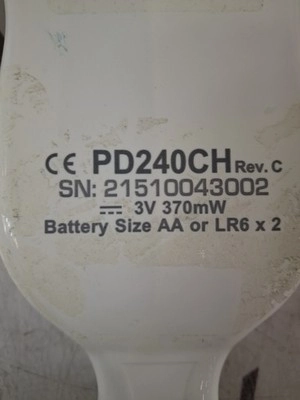 CE PD240CH Rev. C
SN: 21510043002
3V 370mW
Battery Size AA or LR6 x 2